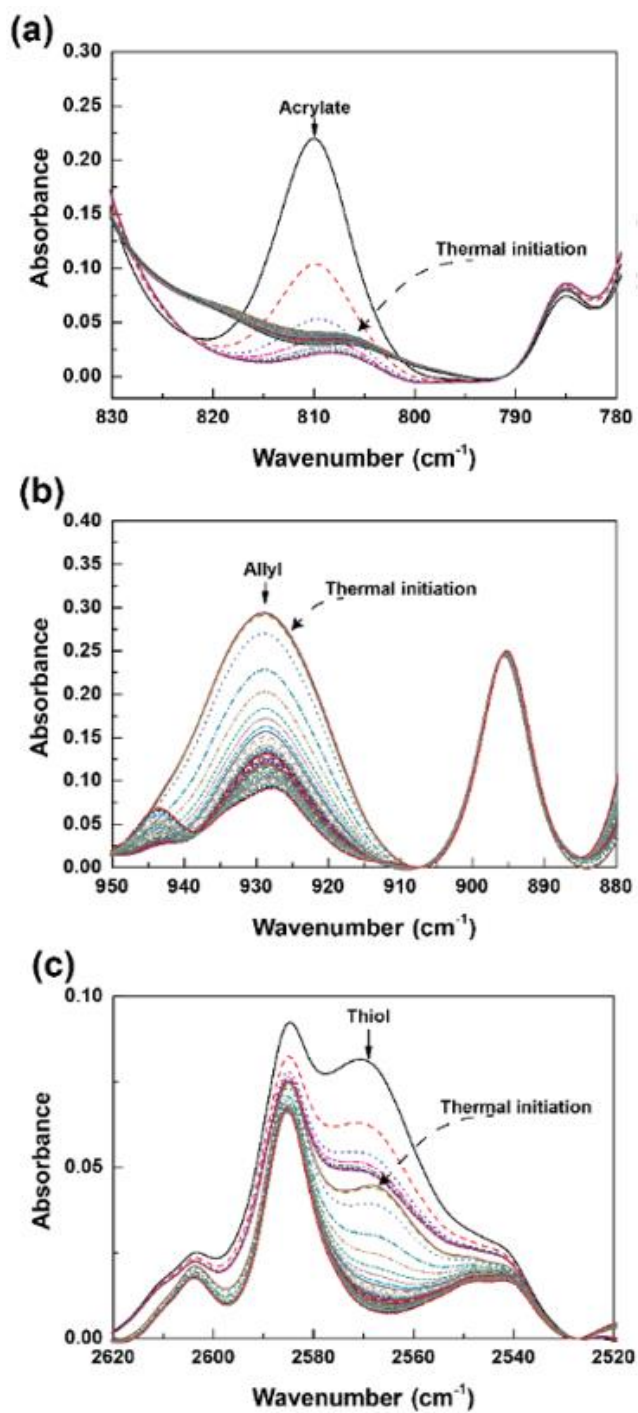 (a)
0.30
0.25
0.20
0.15
0.10
0.05
0.00
Absorbance
Acrylate
Thermal initiation
830 820 810 800 790 780
Wavenumber (cm-1)
(b)
0.40
0.35
0.30
0.25
0.20
0.15
0.10
0.05
0.00
Absorbance
Allyl
Thermal initiation
950 940 930 920 910 900 890 880
Wavenumber (cm-1)
(c)
0.10
0.05
0.00
Absorbance
Thiol
Thermal initiation
2620 2600 2580 2560 2540 2520
Wavenumber (cm-1)